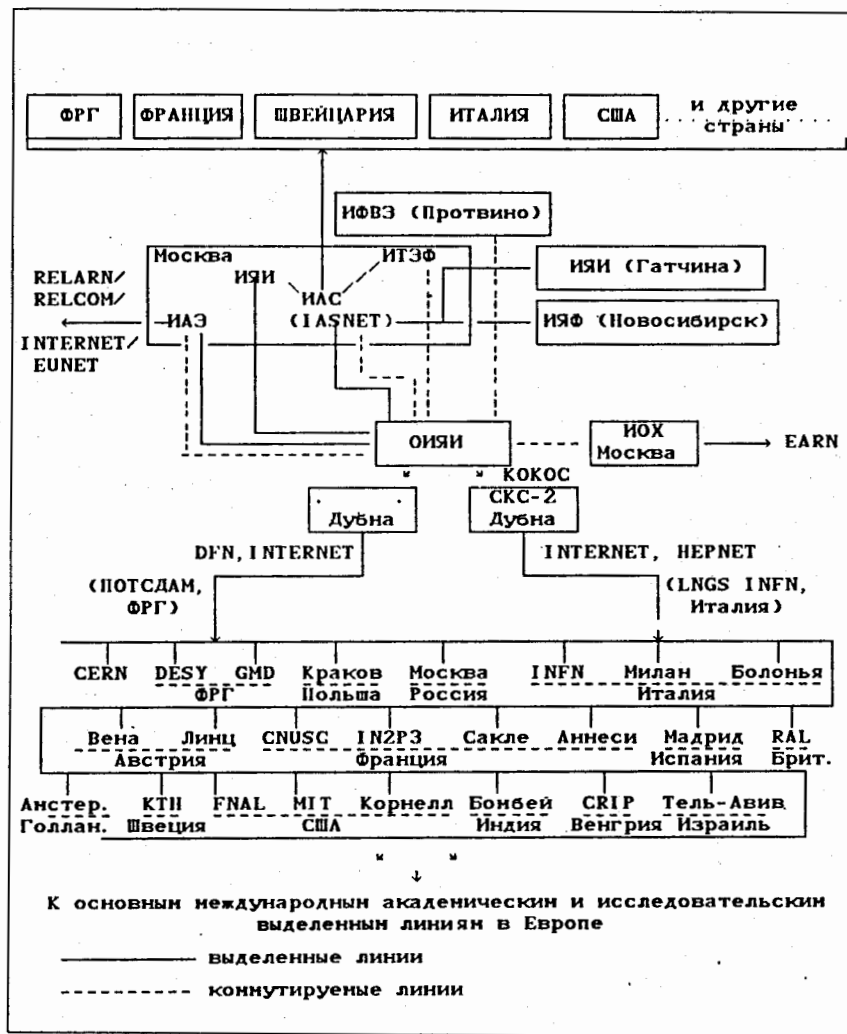 ФРГ ФРАНЦИЯ ШВЕЙЦАРИЯ ИТАЛИЯ США и другие
страны
ИФВЭ (Протвино)
Москва ИТЭФ
ИЯИ
ИЯИ (Гатчина)
RELARN/
RELCOM/
ИАС
ИАЭ (IASNET)
ИЯФ (Новосибирск)
INTERNET/
EUNET
ОИЯИ
ИОХ
Москва
EARN
КОКОС
СКС-2
Дубна Дубна
DFN, INTERNET INTERNET, HEPNET
(ПОТСДАМ,
ФРГ)
(LNGS INFN,
Италия)
CERN DESY GMD Краков Москва INFN Милан Болонья
ФРГ Польша Россия Италия
Вена Линц CNUSC IN2P3 Сакле Аннеси Мадрид RAL
Австрия Франция Испания Брит.
Амстер. КТН FNAL MIT Корнелл Бомбей CRIP Тель-Авив
Голлан. Швеция США Индия Венгрия Израиль
К основным международным академическим и исследовательским
выделенным линиям в Европе
выделенные линии
коммутируемые линии